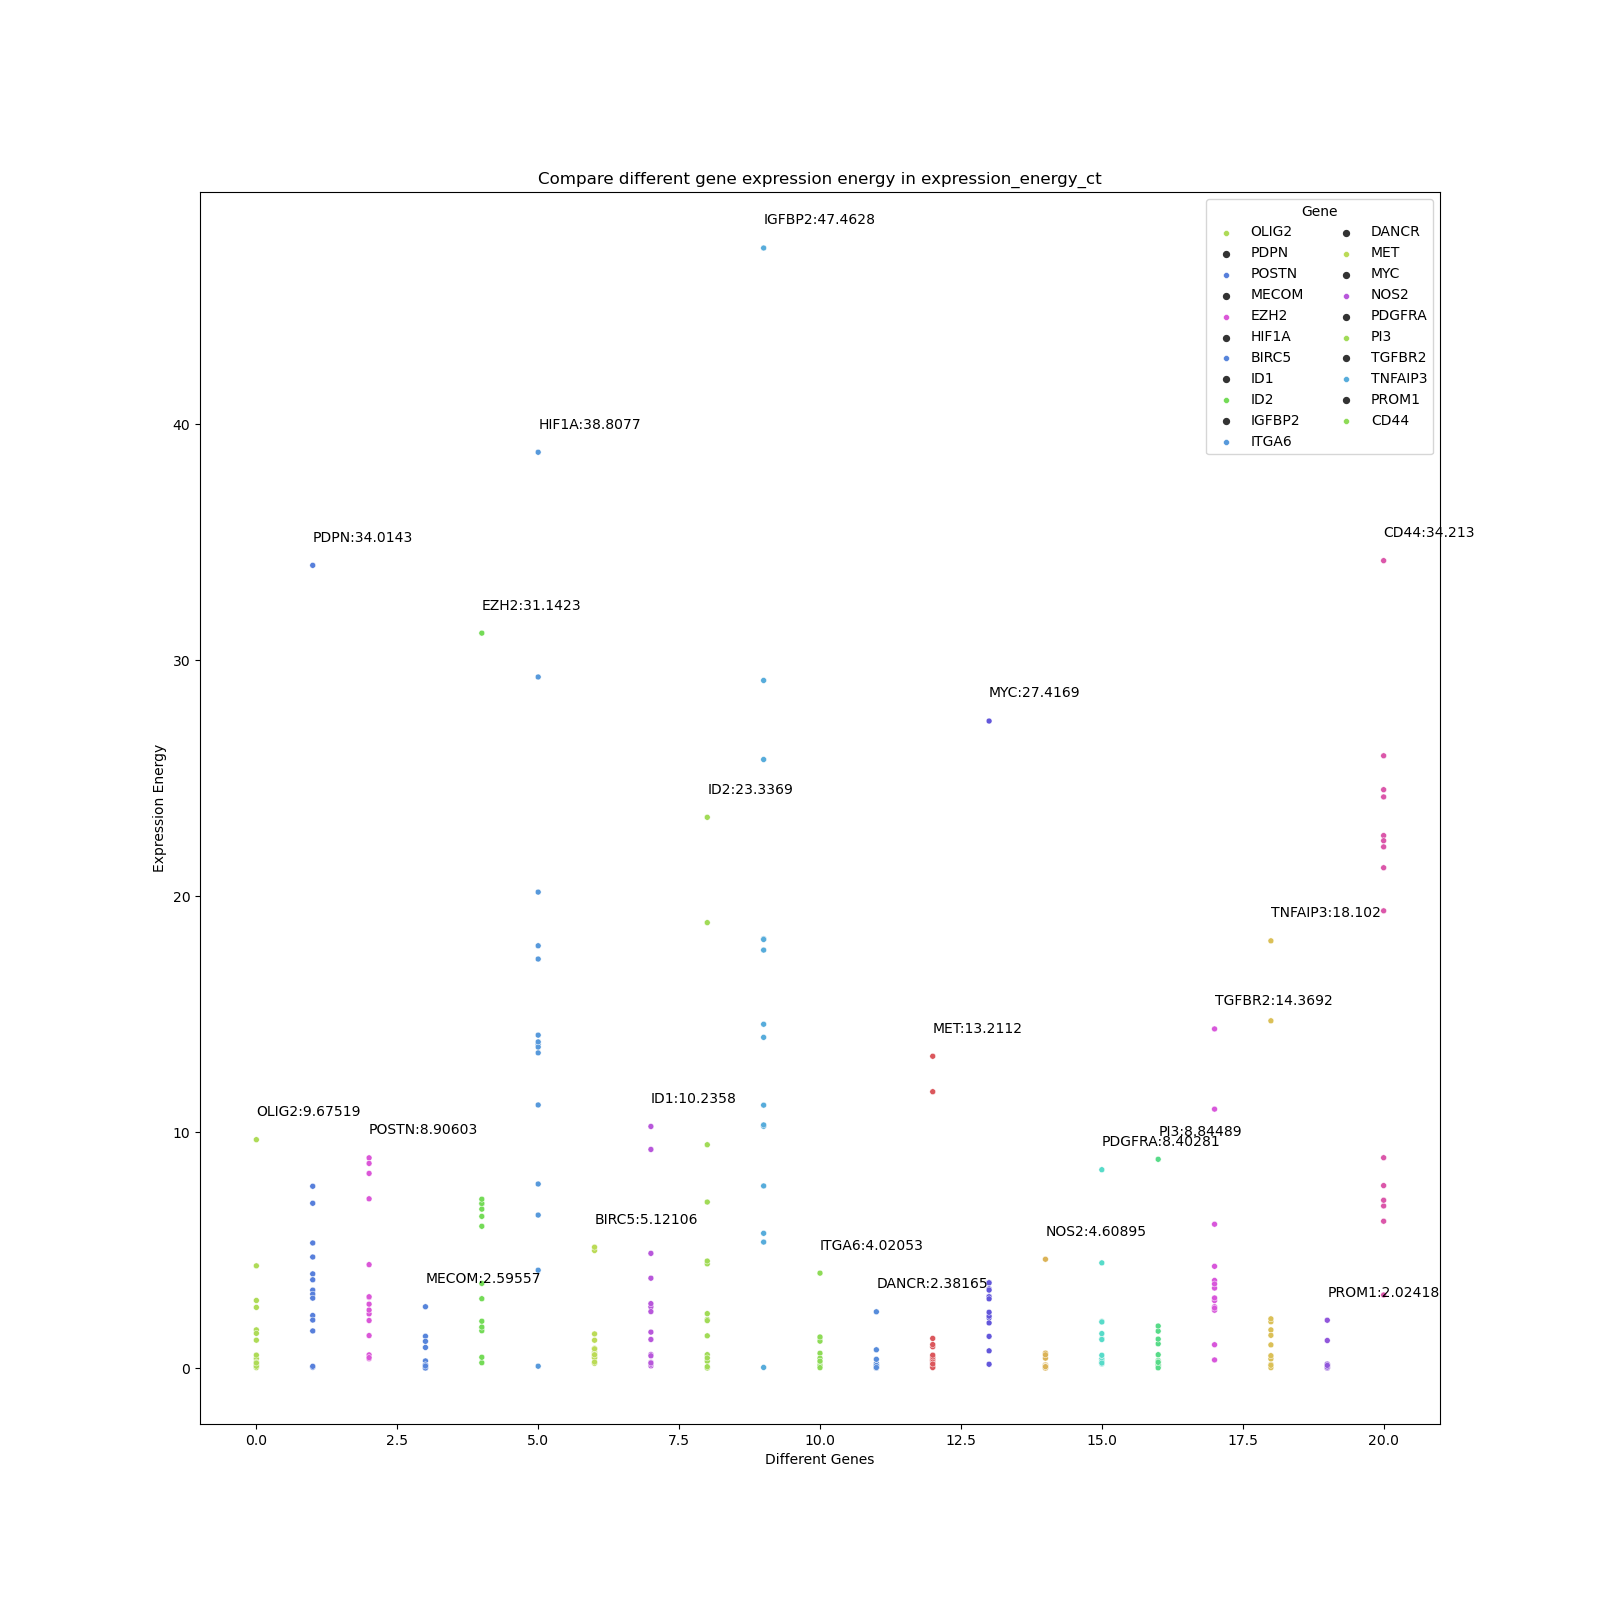 Compare different gene expression energy in expression_energy_ct
IGFBP2:47.4628
Gene
OLIG2
PDPN
POSTN
MECOM
EZH2
HIF1A
BIRC5
ID1
ID2
IGFBP2
ITGA6
DANCR
MET
MYC
NOS2
PDGFRA
PI3
TGFBR2
TNFAIP3
PROM1
CD44
HIF1A:38.8077
PDPN:34.0143
CD44:34.213
EZH2:31.1423
MYC:27.4169
ID2:23.3369
TNFAIP3:18.102
TGFBR2:14.3692
MET:13.2112
ID1:10.2358
OLIG2:9.67519
POSTN:8.90603
PI3:8.84489
PDGFRA:8.40281
BIRC5:5.12106
NOS2:4.60895
ITGA6:4.02053
MECOM:2.59557
DANCR:2.38165
PROM1:2.02418
Expression Energy
40
30
20
10
0
0.0 2.5 5.0 7.5 10.0 12.5 15.0 17.5 20.0
Different Genes